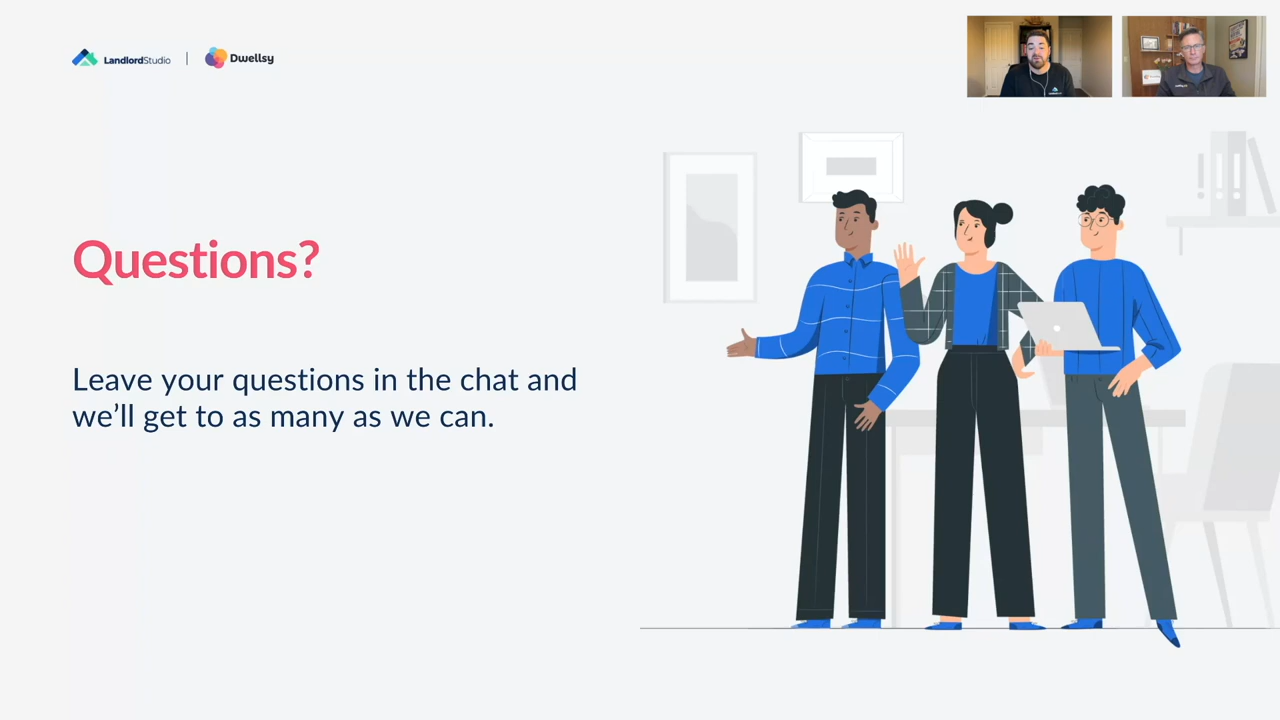 LandlordStudio | Dwellsy
Questions?
Leave your questions in the chat and
we'll get to as many as we can.